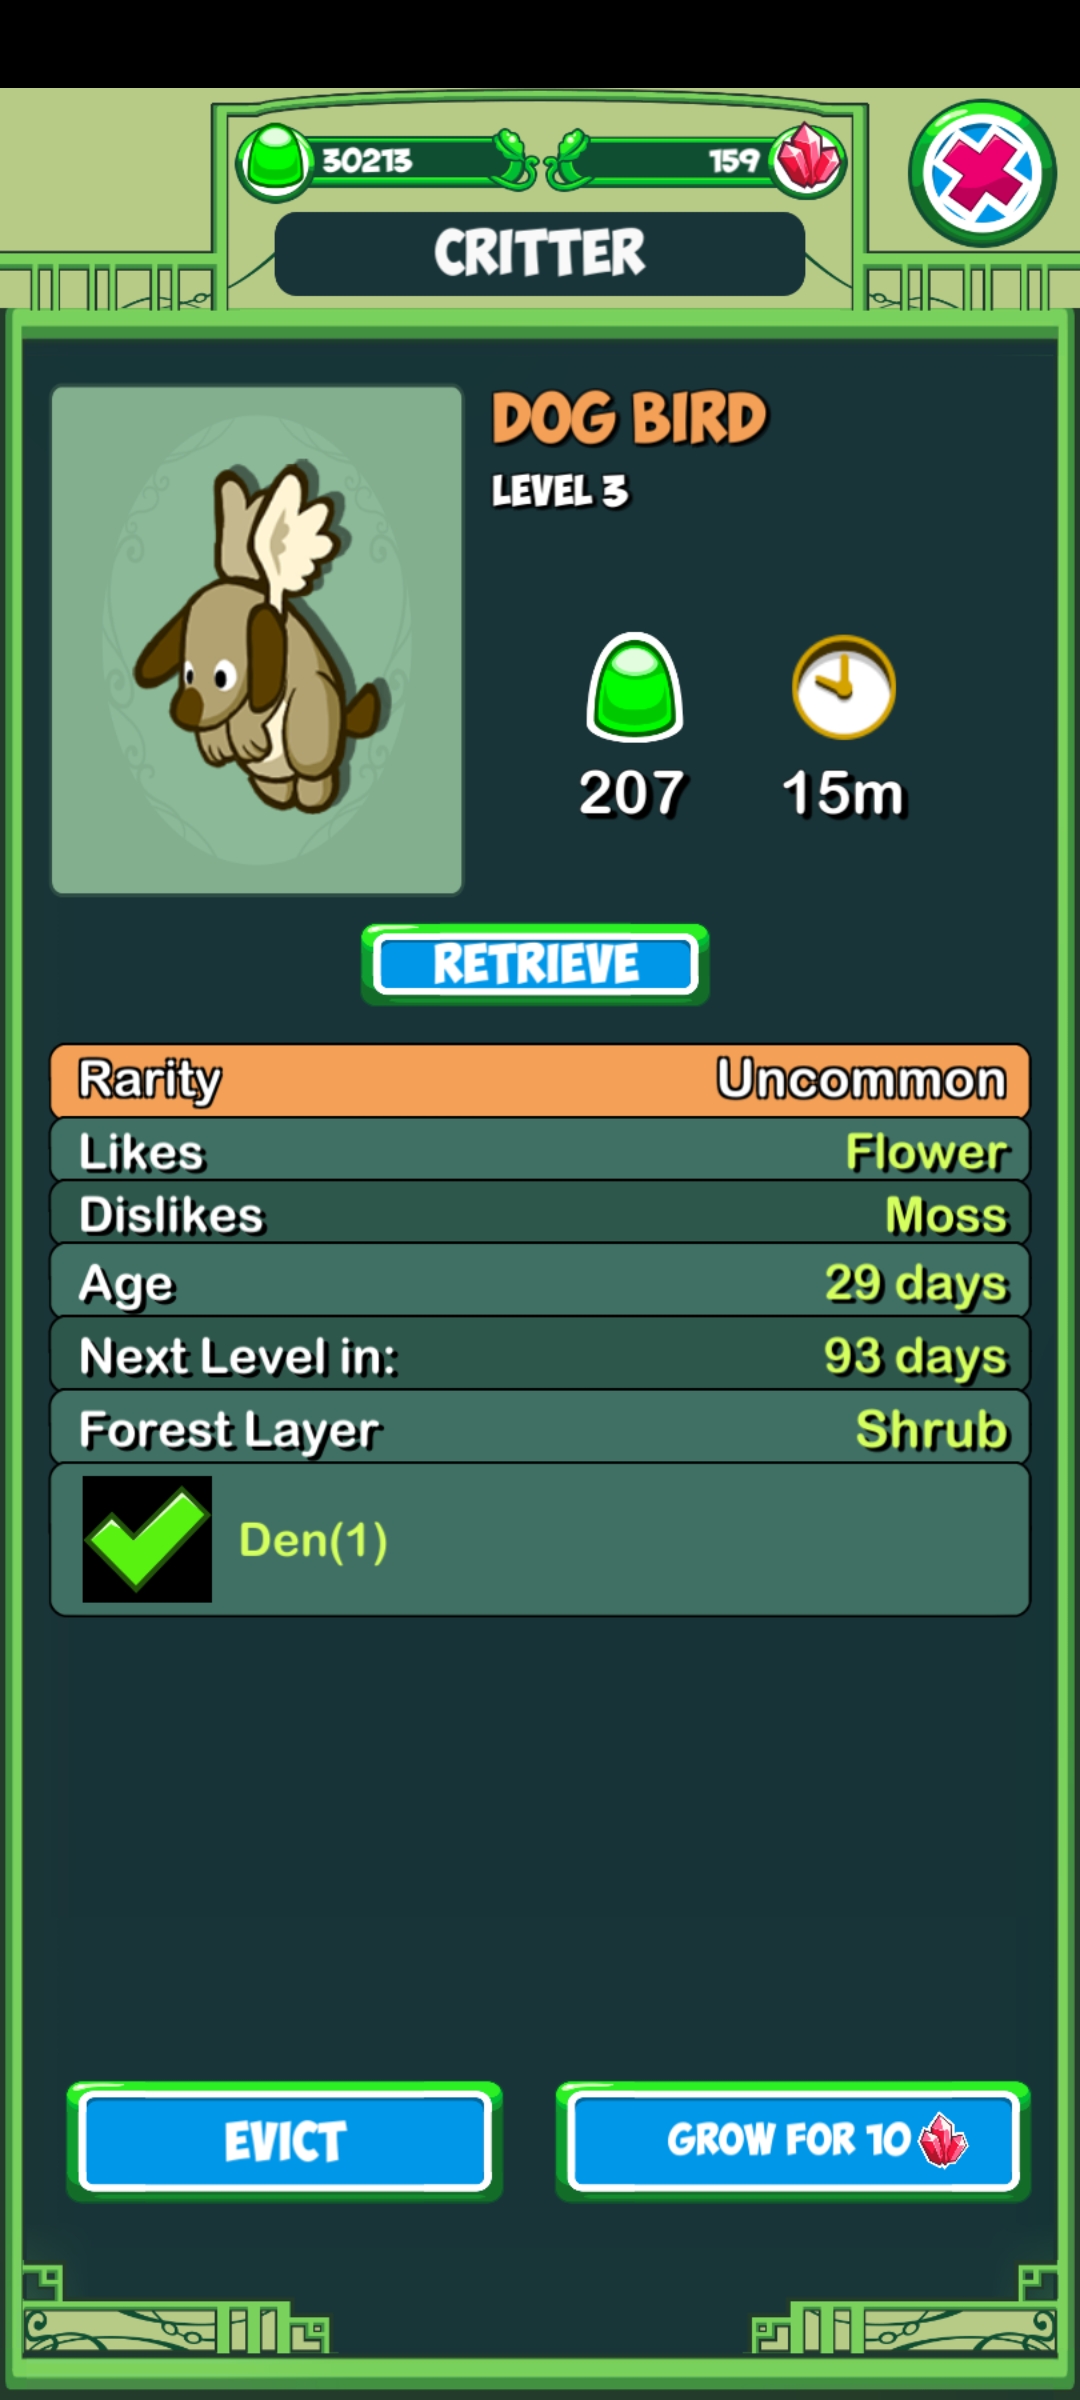 30213
159
CRITTER
DOG BIRD
LEVEL 3
207
15m
RETRIEVE
Rarity Uncommon
Likes Flower
Dislikes Moss
Age 29 days
Next Level in: 93 days
Forest Layer Shrub
Den(1)
EVICT
GROW FOR 10